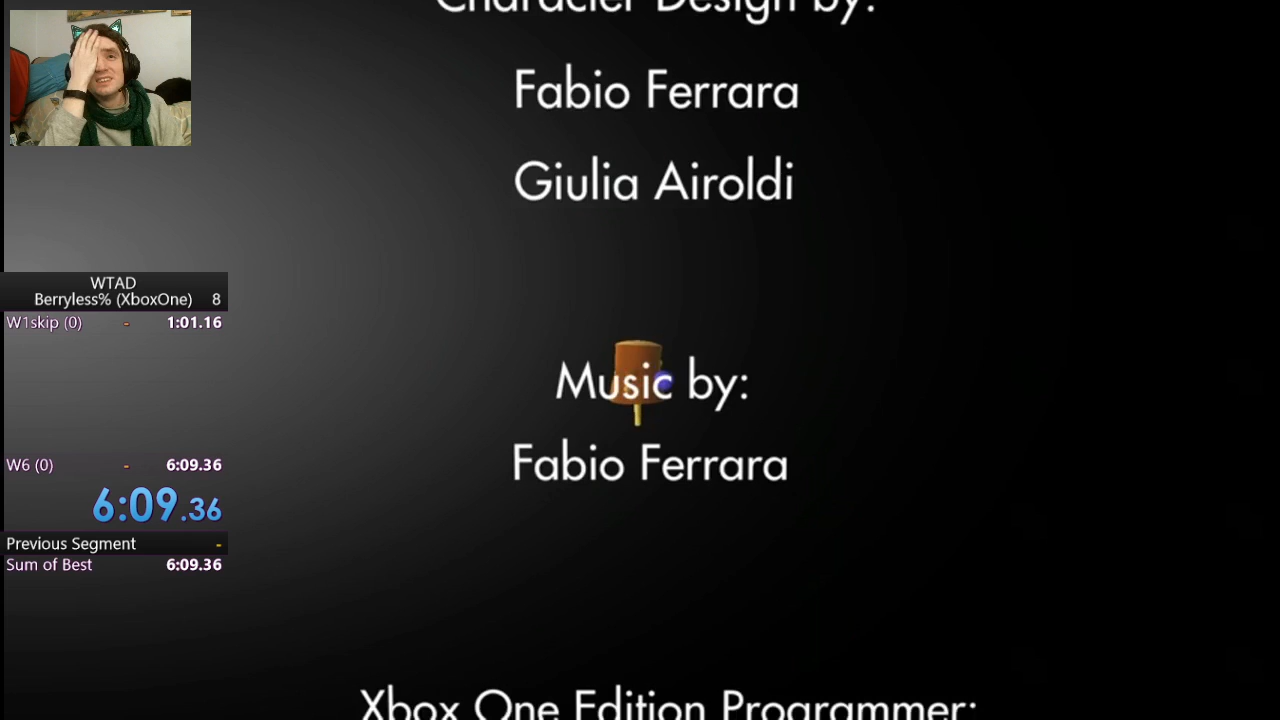 Character Design by:
Fabio Ferrara
Giulia Airoldi
WTAD
Berryless% (XboxOne) 8
W1skip (0) - 1:01.16
Music by:
Fabio Ferrara
W6 (0) - 6:09.36
6:09.36
Previous Segment -
Sum of Best 6:09.36
Xbox One Edition Programmer: